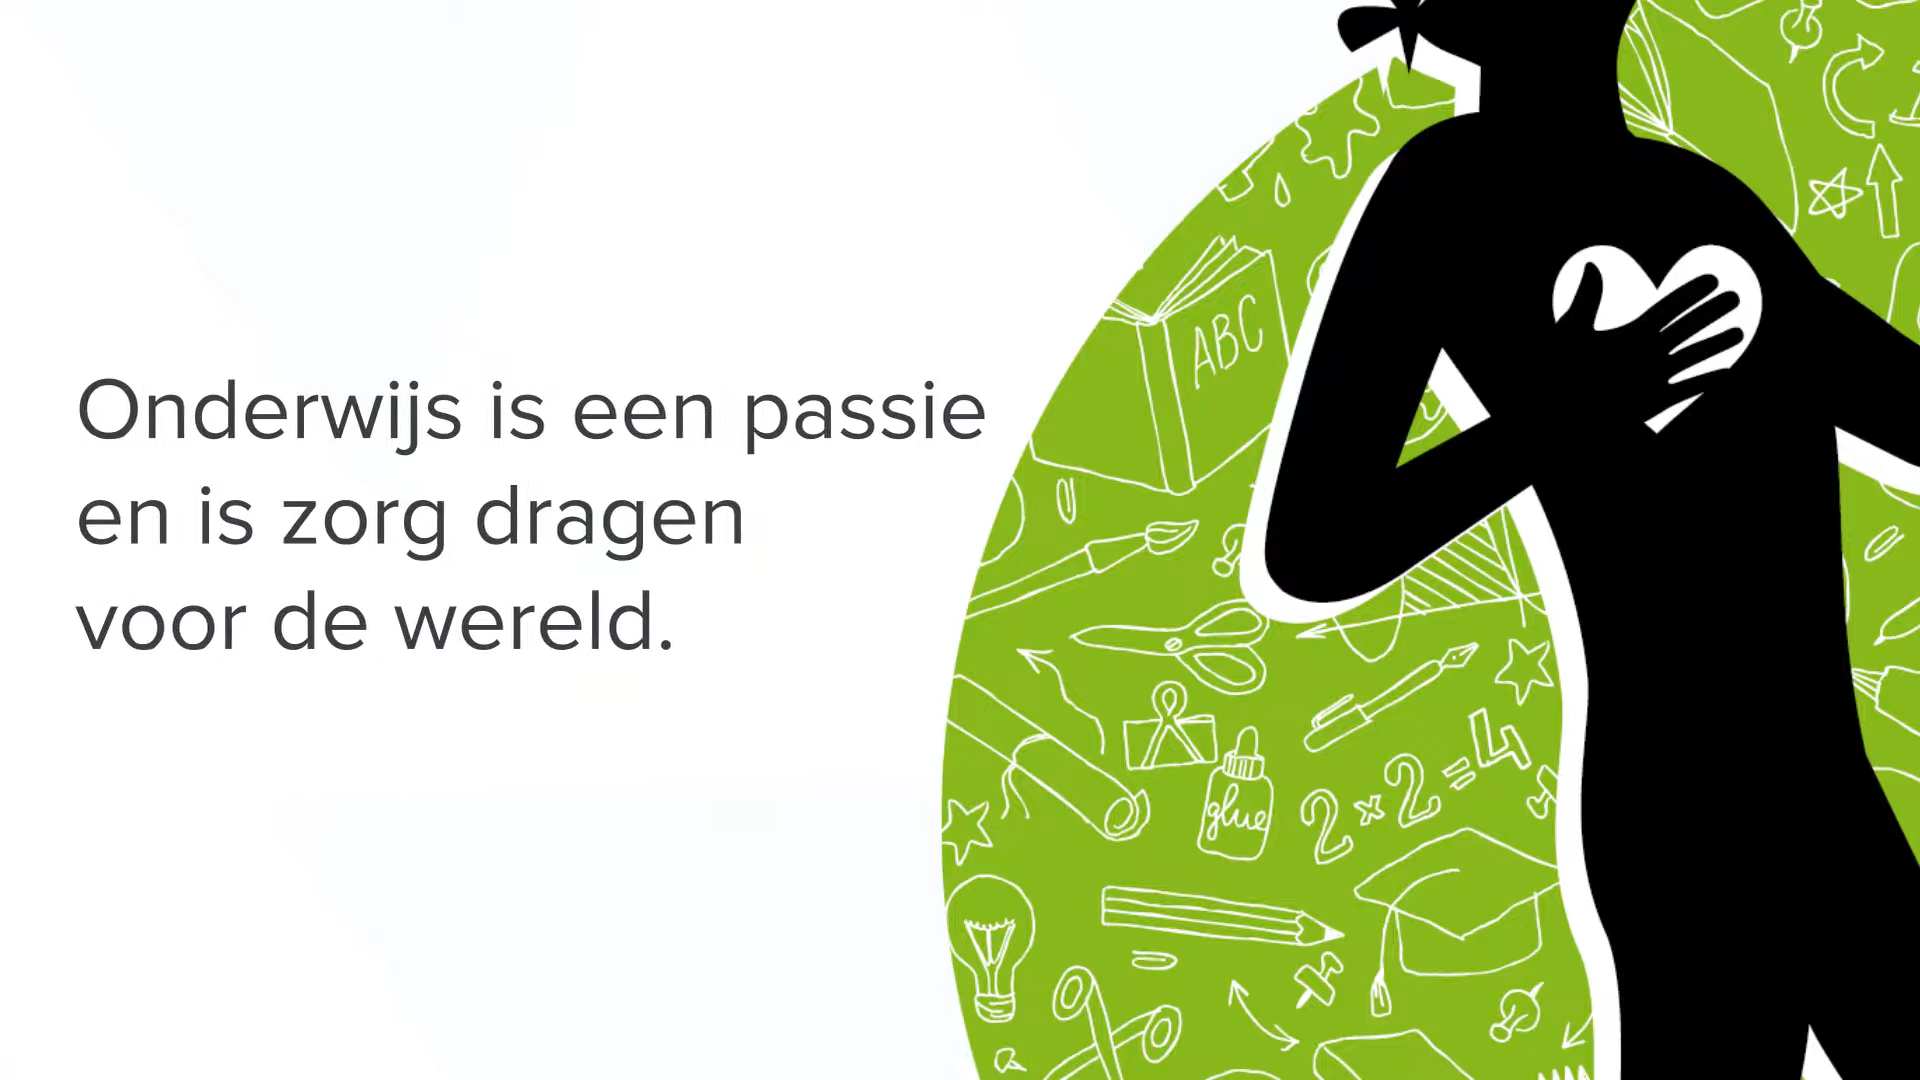 Onderwijs is een passie
en is zorg dragen
voor de wereld.
ABC
glue
2x2=4